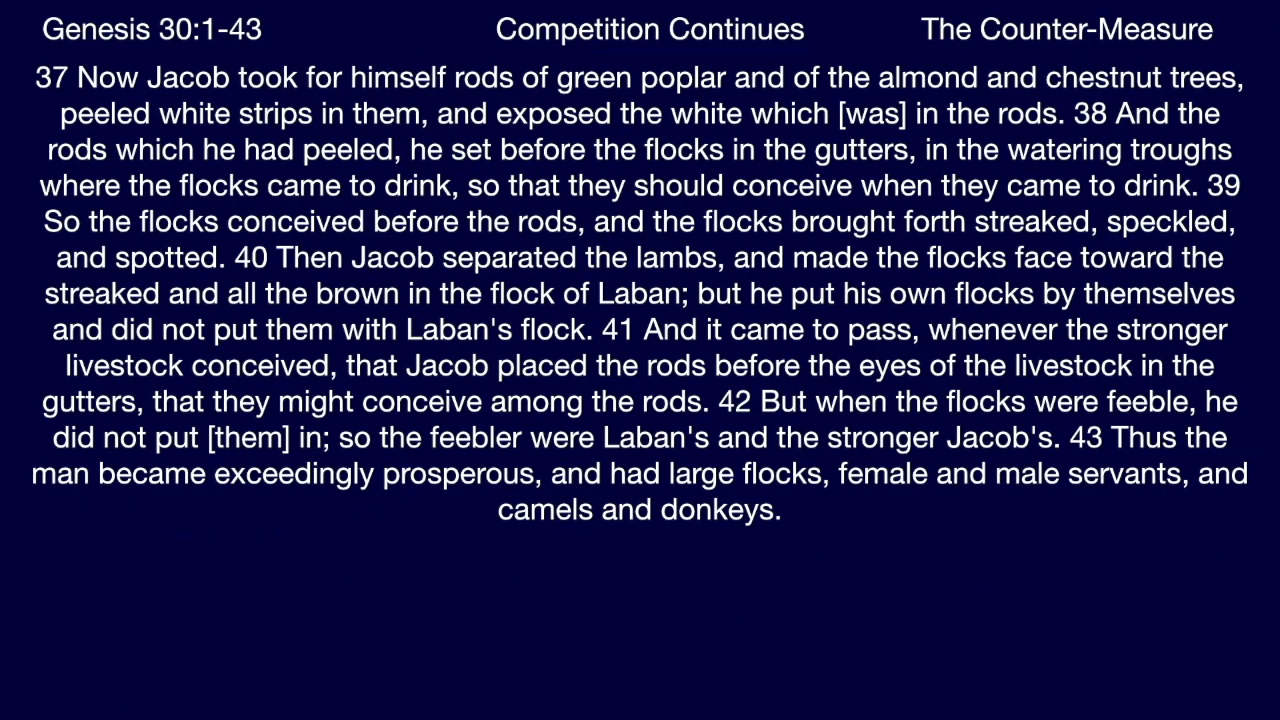 Genesis 30:1-43 Competition Continues The Counter-Measure
37 Now Jacob took for himself rods of green poplar and of the almond and chestnut trees,
peeled white strips in them, and exposed the white which [was] in the rods. 38 And the
rods which he had peeled, he set before the flocks in the gutters, in the watering troughs
where the flocks came to drink, so that they should conceive when they came to drink. 39
So the flocks conceived before the rods, and the flocks brought forth streaked, speckled,
and spotted. 40 Then Jacob separated the lambs, and made the flocks face toward the
streaked and all the brown in the flock of Laban; but he put his own flocks by themselves
and did not put them with Laban's flock. 41 And it came to pass, whenever the stronger
livestock conceived, that Jacob placed the rods before the eyes of the livestock in the
gutters, that they might conceive among the rods. 42 But when the flocks were feeble, he
did not put [them] in; so the feebler were Laban's and the stronger Jacob's. 43 Thus the
man became exceedingly prosperous, and had large flocks, female and male servants, and
camels and donkeys.